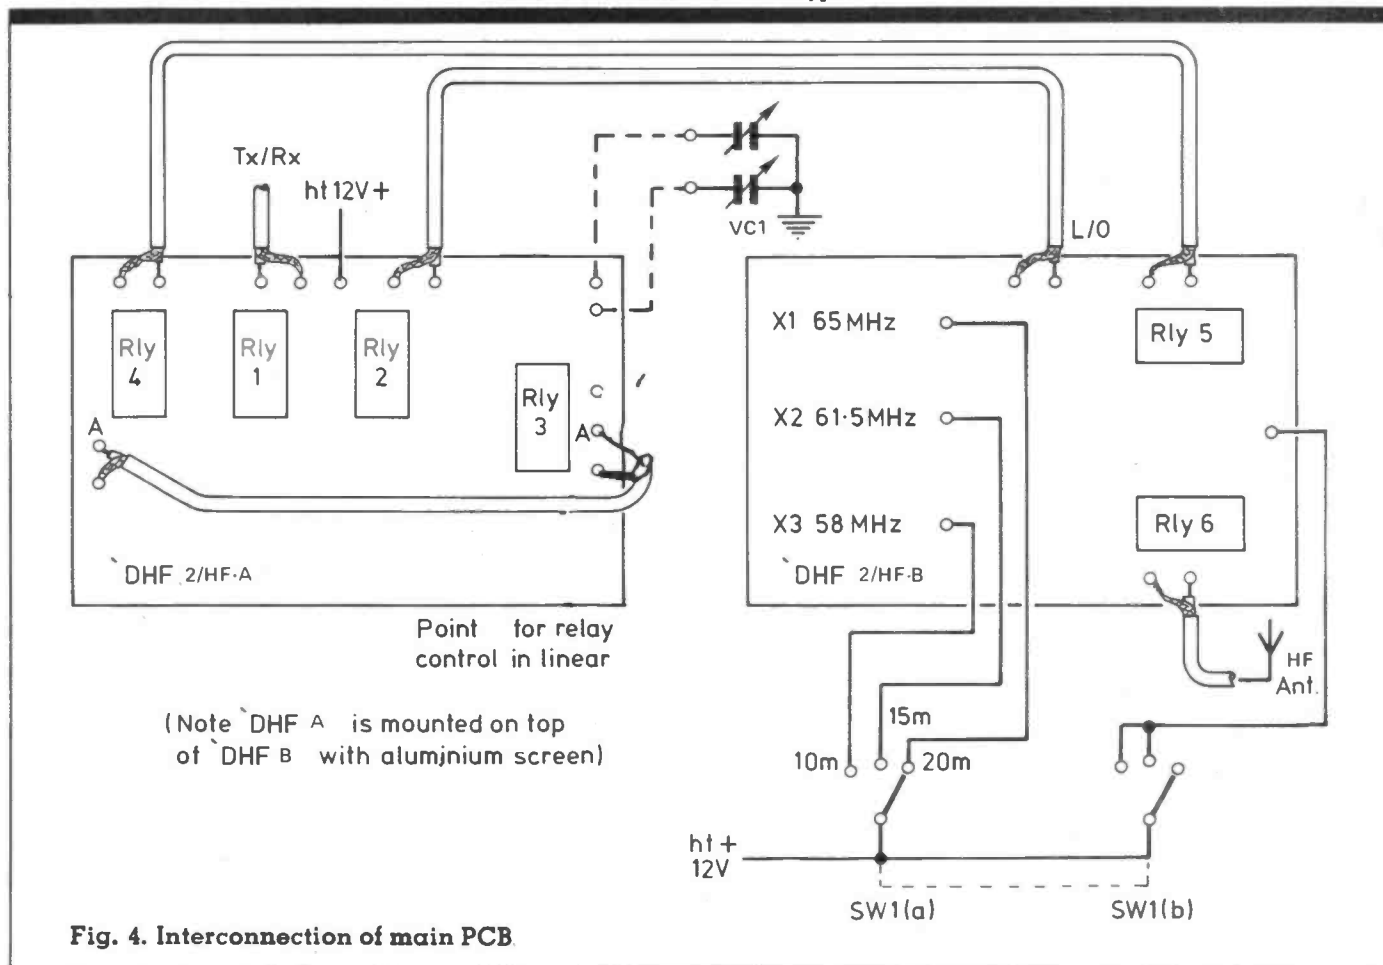 Tx/Rx
ht 12V+
VC1
L/O
Rly 4
Rly 1
Rly 2
Rly 3
A
A
`DHF 2/HF·A
X1 65MHz
X2 61·5MHz
X3 58MHz
Rly 5
Rly 6
`DHF 2/HF·B
HF Ant.
Point for relay
control in linear
(Note `DHF A is mounted on top
of `DHF B with aluminium screen)
15m
10m
20m
ht+
12V
SW1(a)
SW1(b)
Fig. 4. Interconnection of main PCB